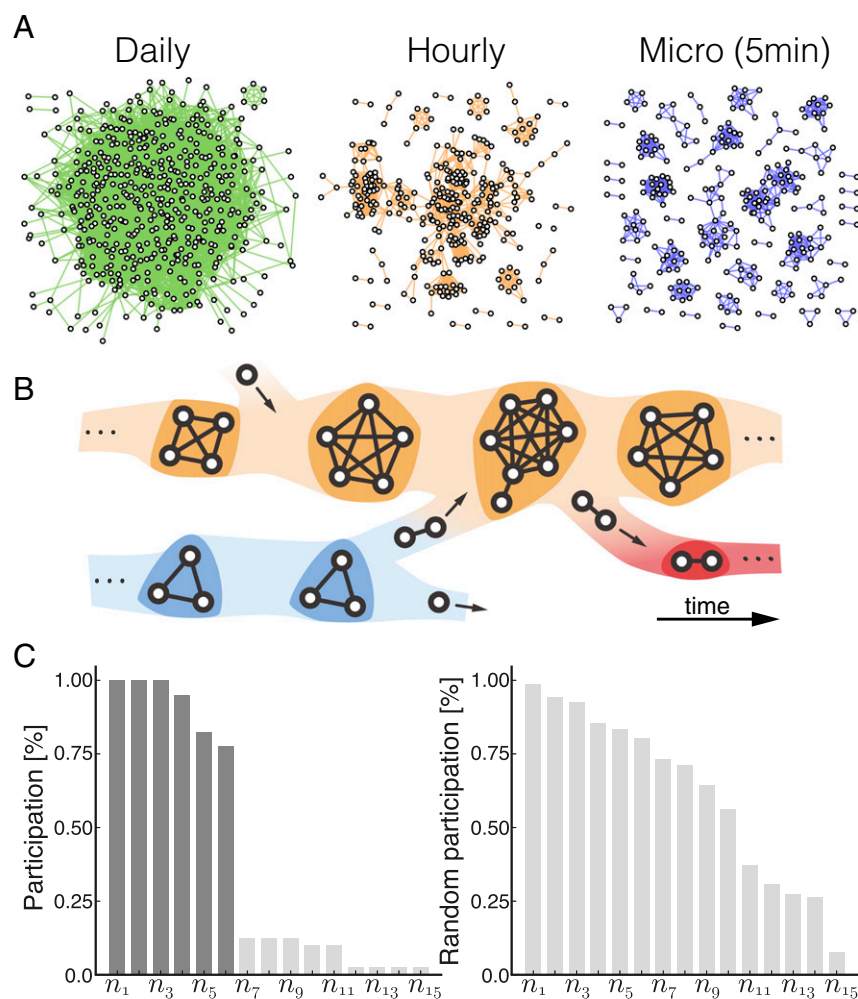 A
Daily
Hourly
Micro (5min)
B
...
...
...
...
time
C
Participation [%]
1.00
0.75
0.50
0.25
0.0
n1 n3 n5 n7 n9 n11 n13 n15
Random participation [%]
1.00
0.75
0.50
0.25
0.0
n1 n3 n5 n7 n9 n11 n13 n15